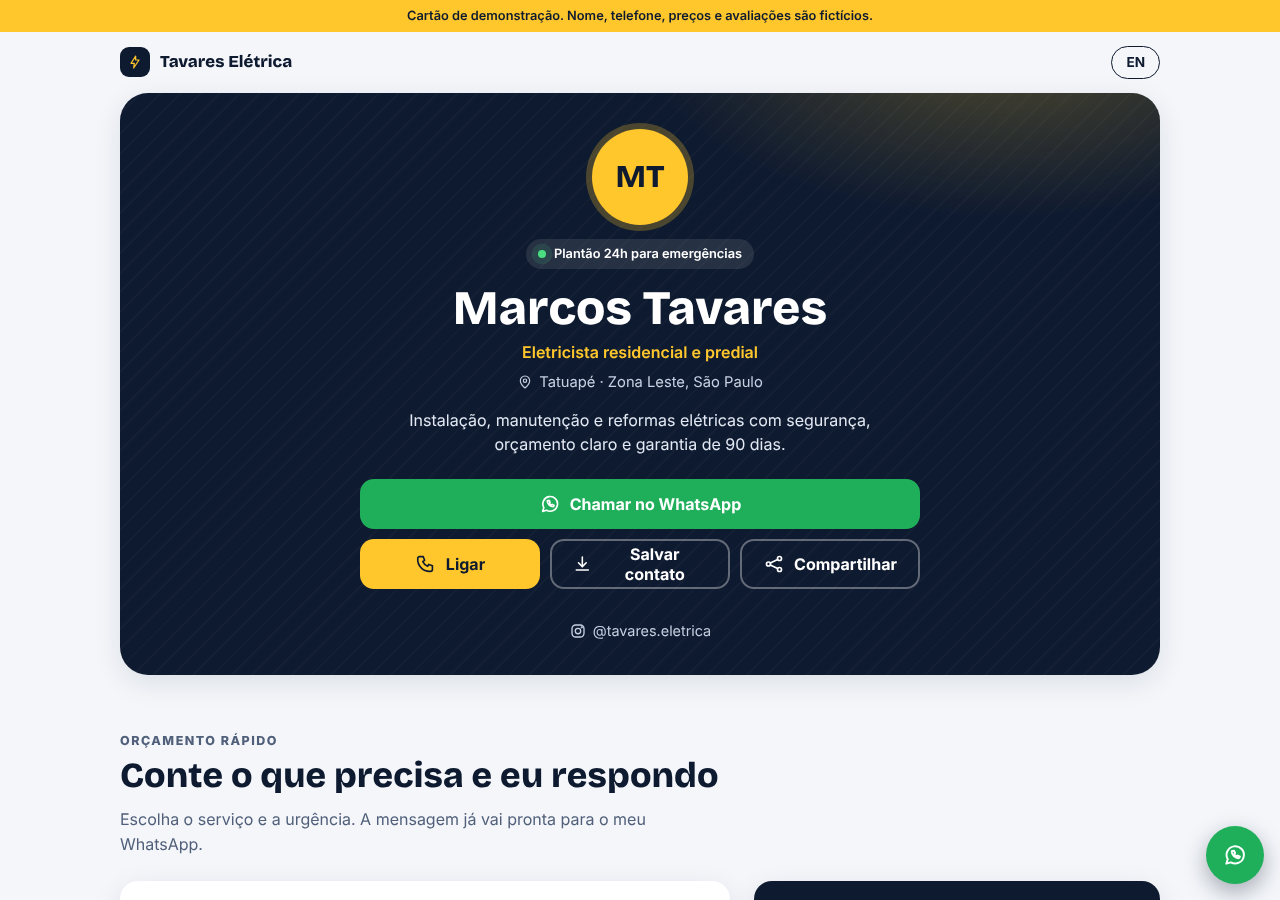 Cartão de demonstração. Nome, telefone, preços e avaliações são fictícios.
Tavares Elétrica
EN
MT
Plantão 24h para emergências
Marcos Tavares
Eletricista residencial e predial
Tatuapé · Zona Leste, São Paulo
Instalação, manutenção e reformas elétricas com segurança,
orçamento claro e garantia de 90 dias.
Chamar no WhatsApp
Ligar
Salvar
contato
Compartilhar
@tavares.eletrica
ORÇAMENTO RÁPIDO
Conte o que precisa e eu respondo
Escolha o serviço e a urgência. A mensagem já vai pronta para o meu
WhatsApp.